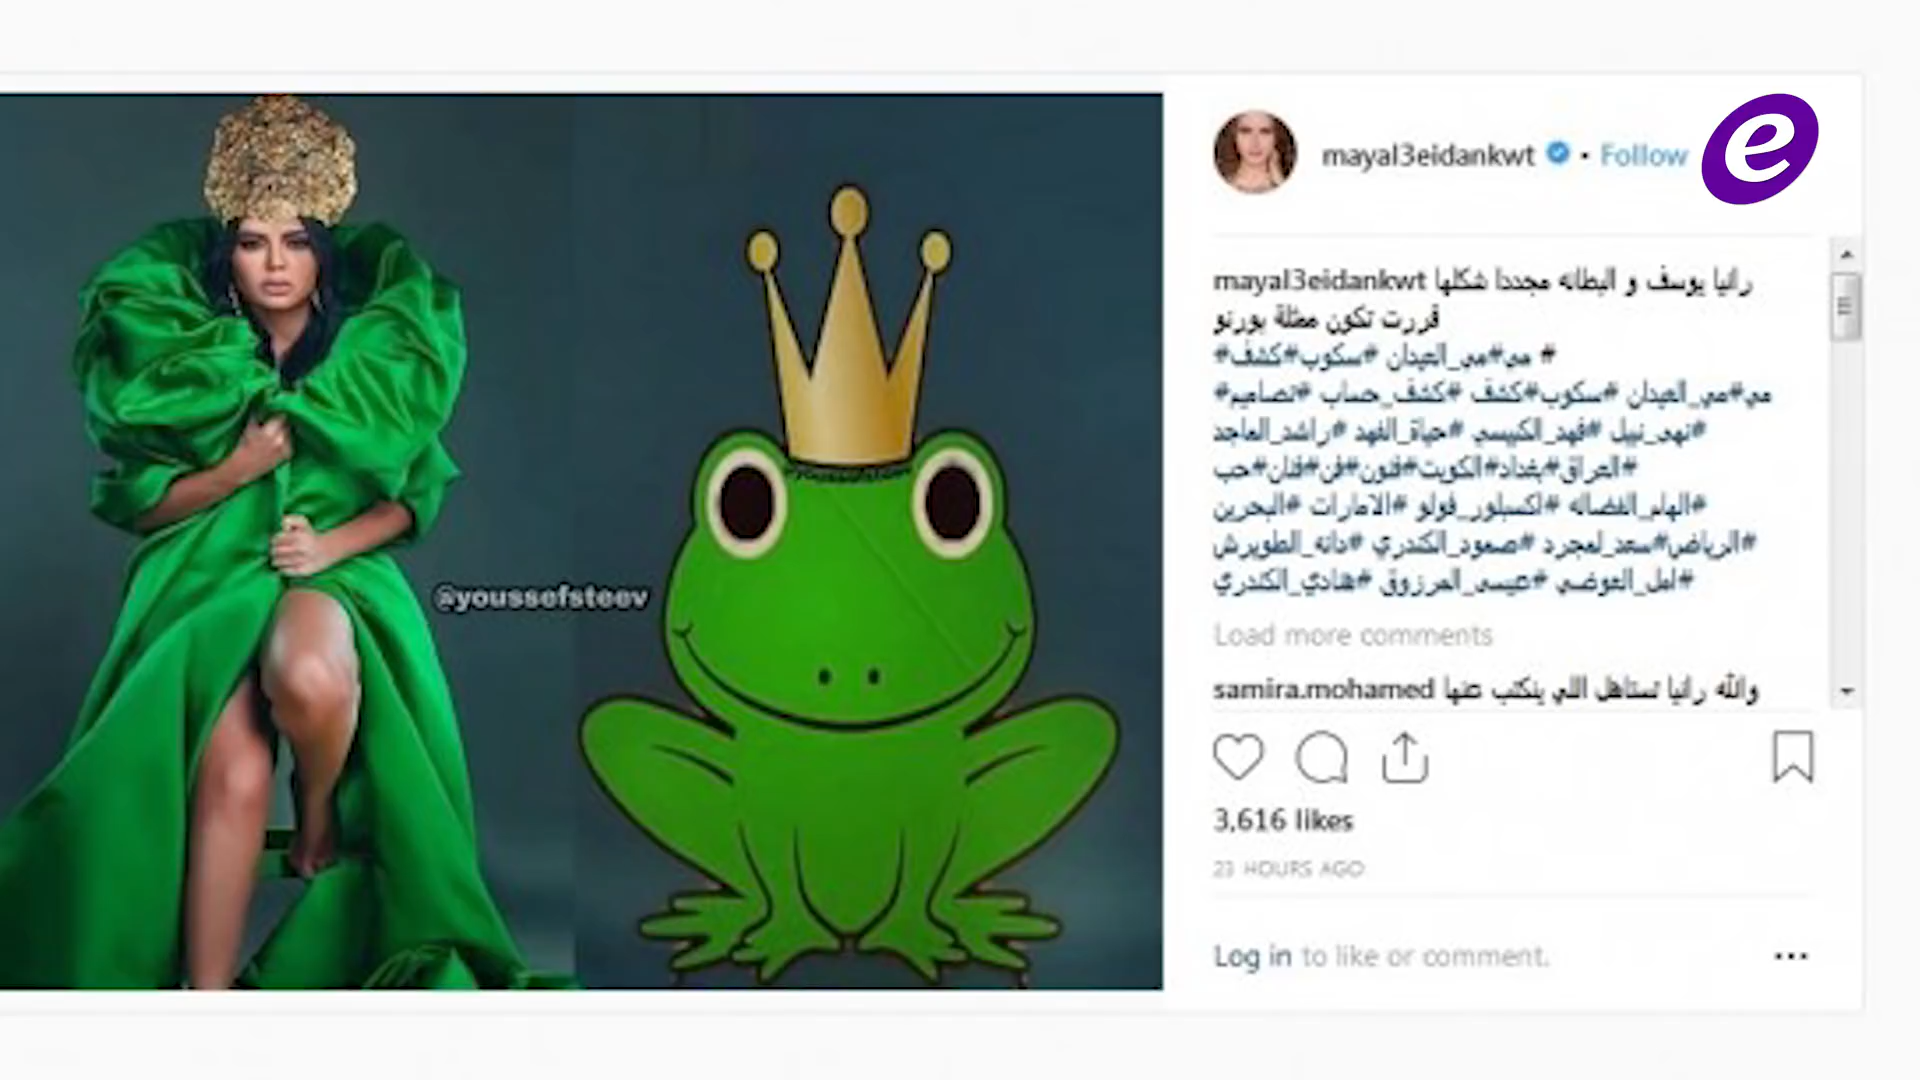 @youssefsteev
mayal3eidankwt • Follow
e
mayal3eidankwt رانيا يوسف و البطانه مجددا شكلها
قررت تكون ممثلة بورنو
# مي#مي_العيدان #سكوب#كشف#
مي#مي_العيدان #سكوب#كشف #كشف_حساب #تصاميم#
#نهى_نبيل #فهد_الكبيسي #حياة_الفهد #راشد_الماجد
#العراق#بغداد#الكويت#فنون#فن#فنان#حب
#الهام_الفضاله #اكسبلور_فولو #الامارات #البحرين
#الرياض#سعد_لمجرد #صمود_الكندري #دانه_الطويرش
#امل_العوضي #عيسى_المرزوق #هنادي_الكندري
Load more comments
samira.mohamed والله رانيا تستاهل اللي ينكتب عنها
3,616 likes
23 HOURS AGO
Log in to like or comment.